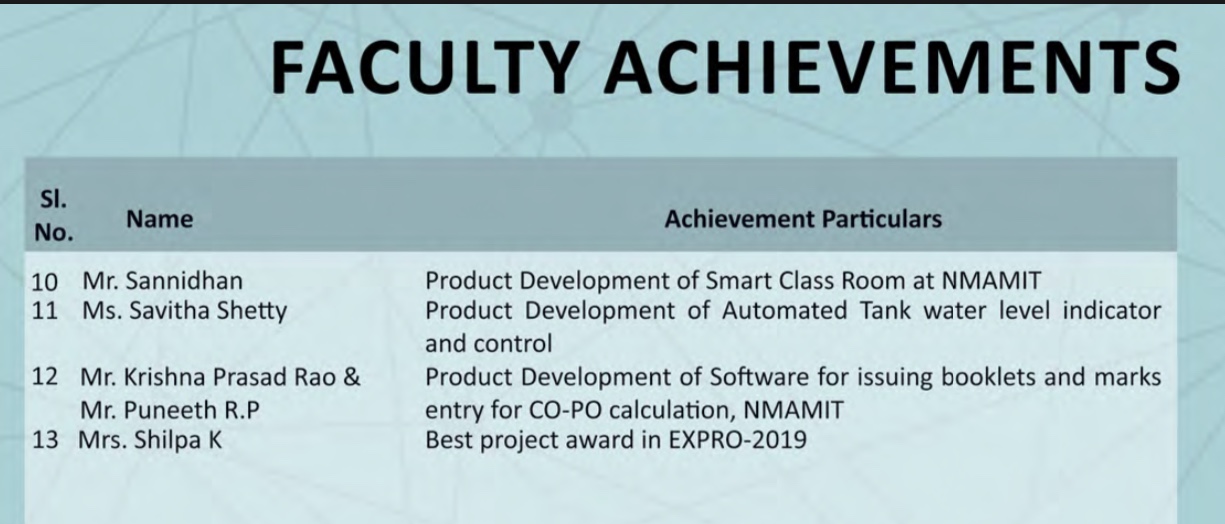 FACULTY ACHIEVEMENTS
Sl.
No.
Name
Achievement Particulars
10 Mr. Sannidhan Product Development of Smart Class Room at NMAMIT
11 Ms. Savitha Shetty Product Development of Automated Tank water level indicator
and control
12 Mr. Krishna Prasad Rao & Product Development of Software for issuing booklets and marks
Mr. Puneeth R.P entry for CO-PO calculation, NMAMIT
13 Mrs. Shilpa K Best project award in EXPRO-2019